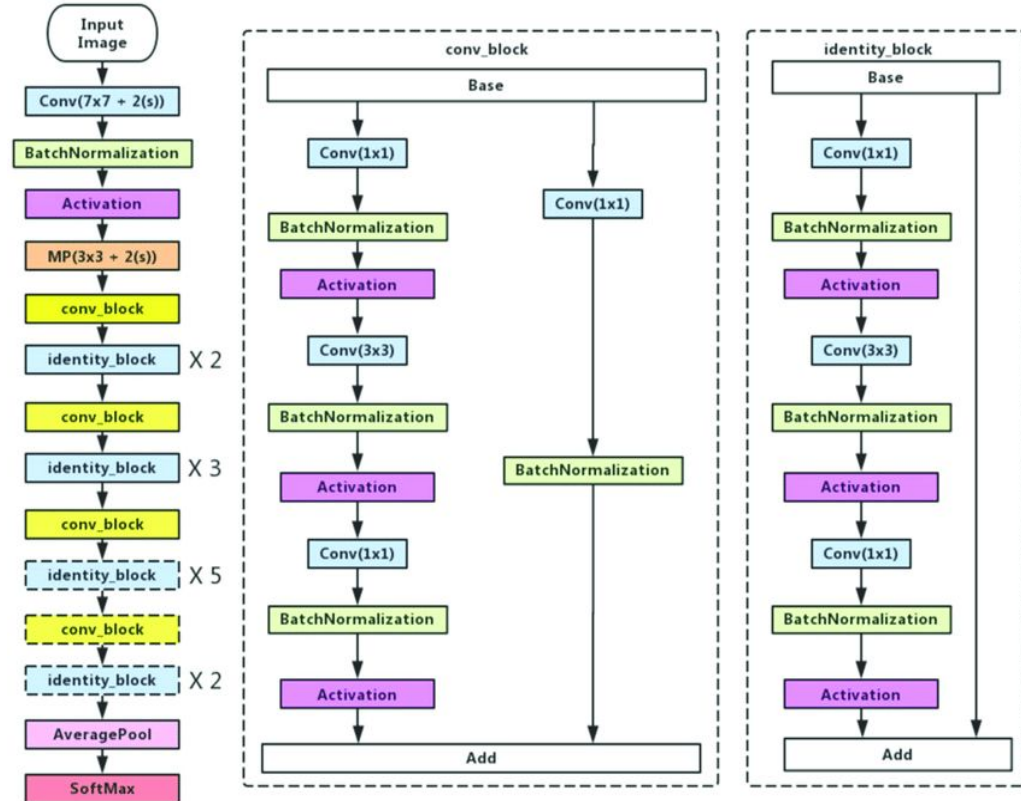 Input
Image
Conv(7x7 + 2(s))
BatchNormalization
Activation
MP(3x3 + 2(s))
conv_block
identity_block X 2
conv_block
identity_block X 3
conv_block
identity_block X 5
conv_block
identity_block X 2
AveragePool
SoftMax
conv_block
Base
Conv(1x1)
BatchNormalization
Activation
Conv(3x3)
BatchNormalization
Activation
Conv(1x1)
BatchNormalization
Activation
Conv(1x1)
BatchNormalization
Add
identity_block
Base
Conv(1x1)
BatchNormalization
Activation
Conv(3x3)
BatchNormalization
Activation
Conv(1x1)
BatchNormalization
Activation
Add